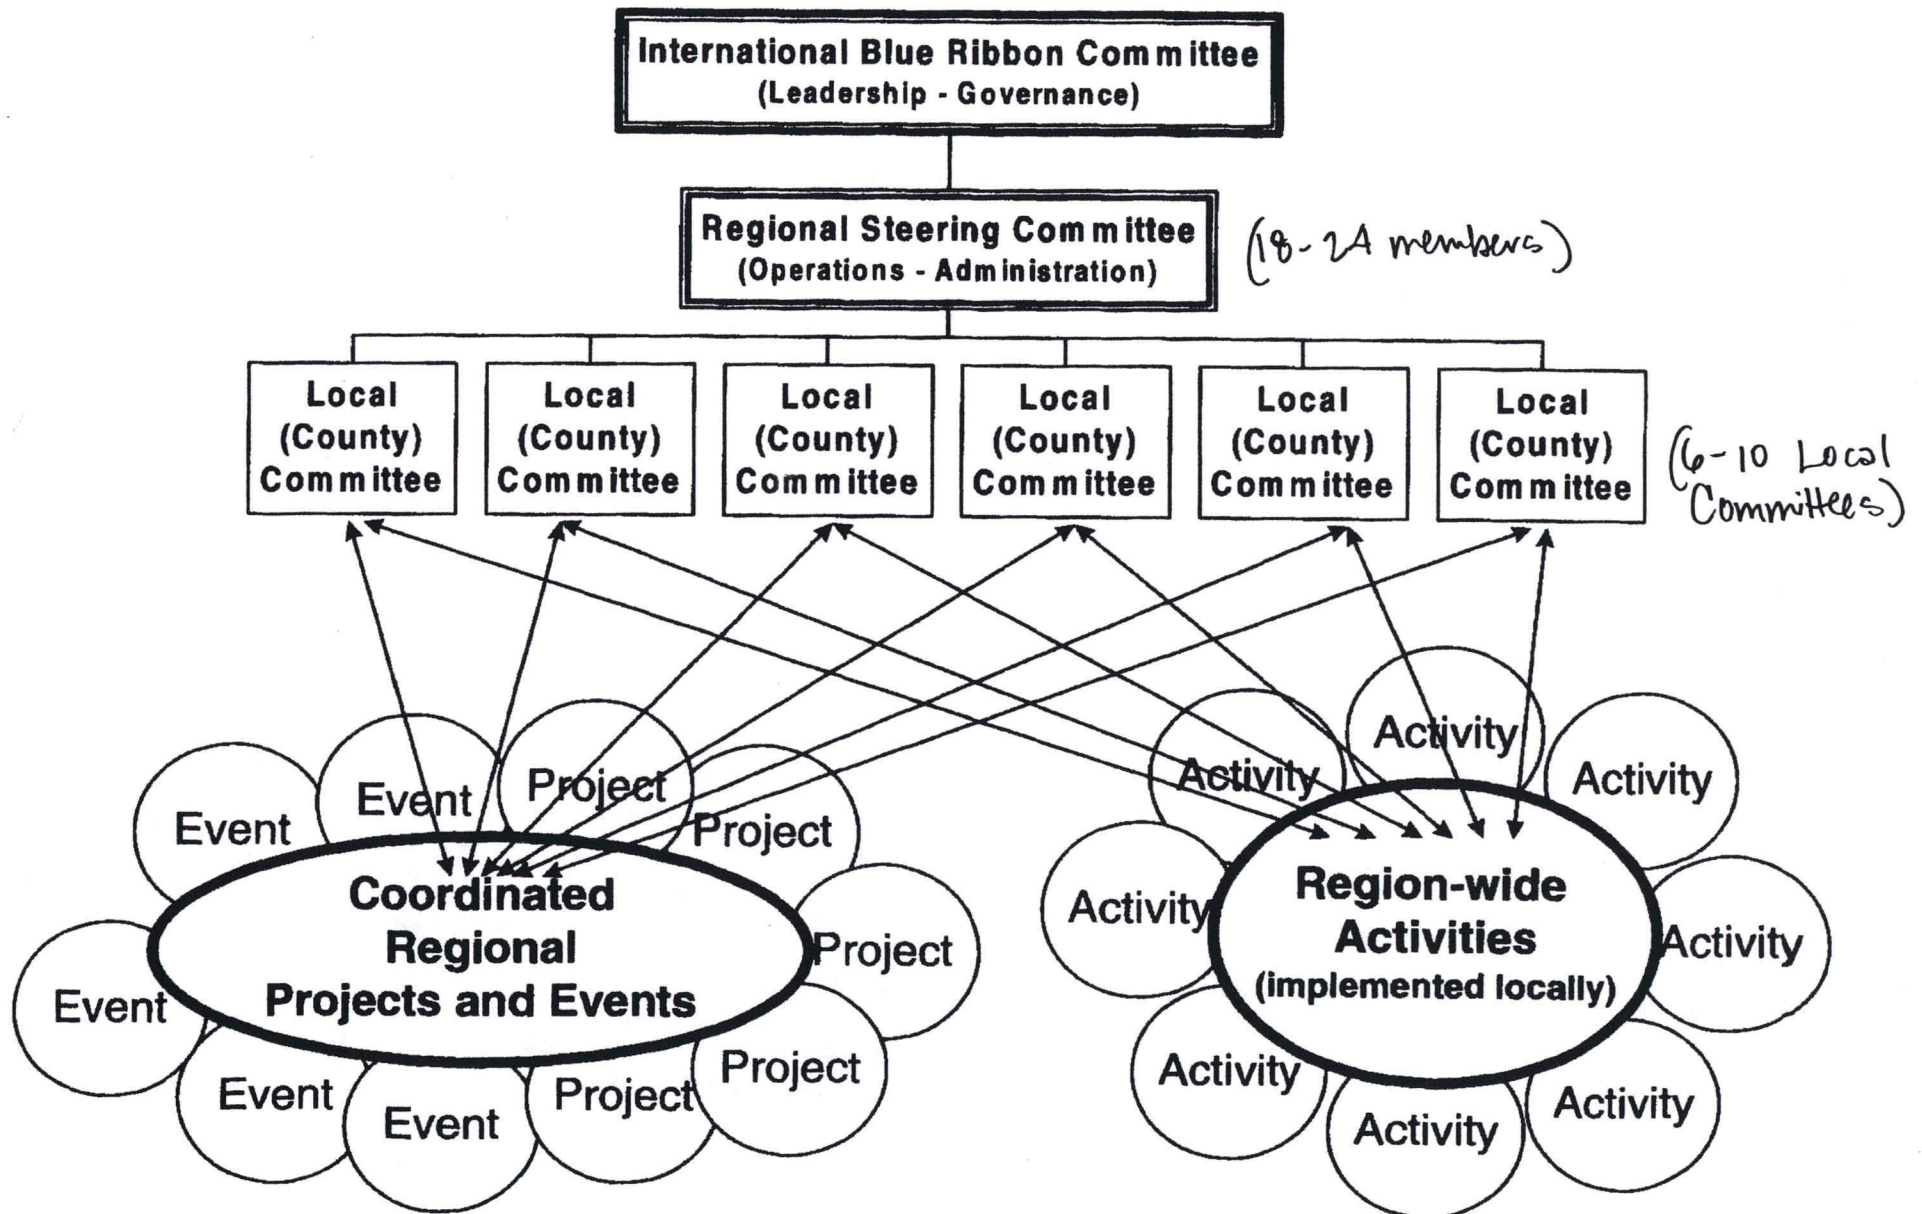 International Blue Ribbon Committee
(Leadership - Governance)
Regional Steering Committee
(Operations - Administration)
(18-24 members)
Local
(County)
Committee
Local
(County)
Committee
Local
(County)
Committee
Local
(County)
Committee
Local
(County)
Committee
Local
(County)
Committee
(6-10 Local
Committees)
Event
Event
Project
Project
Project
Project
Project
Event
Event
Event
Coordinated
Regional
Projects and Events
Activity
Activity
Activity
Activity
Activity
Activity
Activity
Activity
Activity
Region-wide
Activities
(implemented locally)